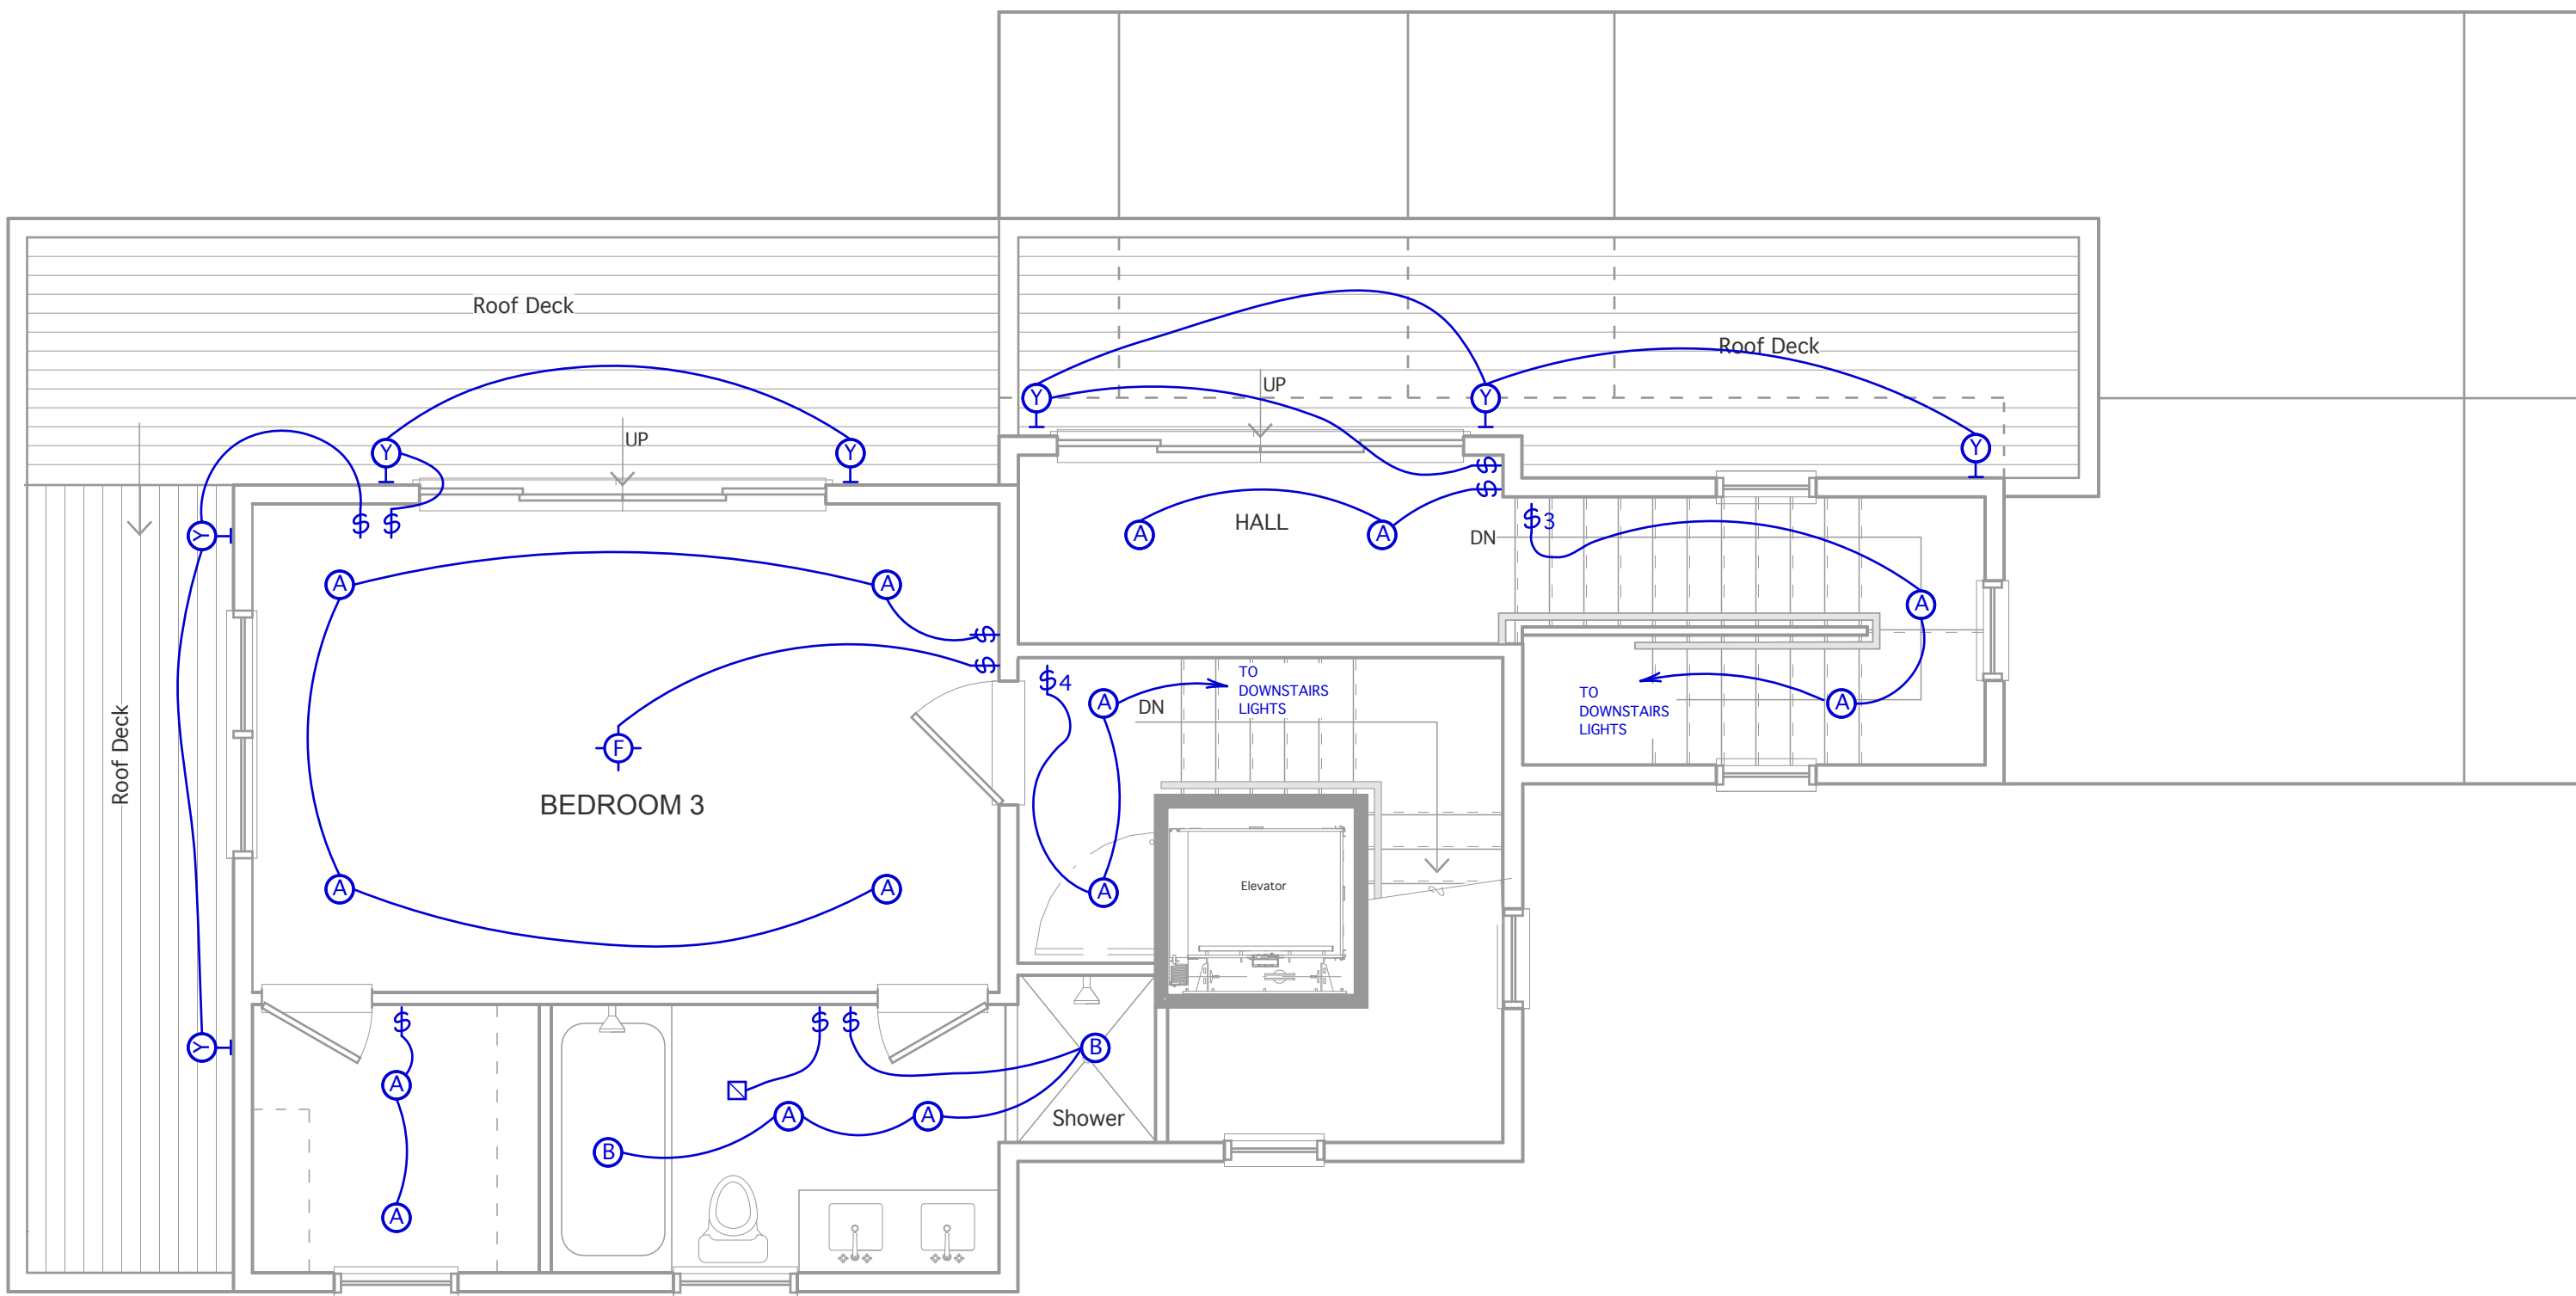 Roof Deck
Roof Deck
UP
Y
Y
Y
UP
Y
Y
Y
$
$
$
$
Y
$
$
HALL
$3
A
A
DN
A
A
A
$
$
$4
TO
DOWNSTAIRS
LIGHTS
A
DN
TO
DOWNSTAIRS
LIGHTS
A
F
Roof Deck
BEDROOM 3
A
A
A
Elevator
$
$
$
Y
B
A
A
A
Shower
B
A